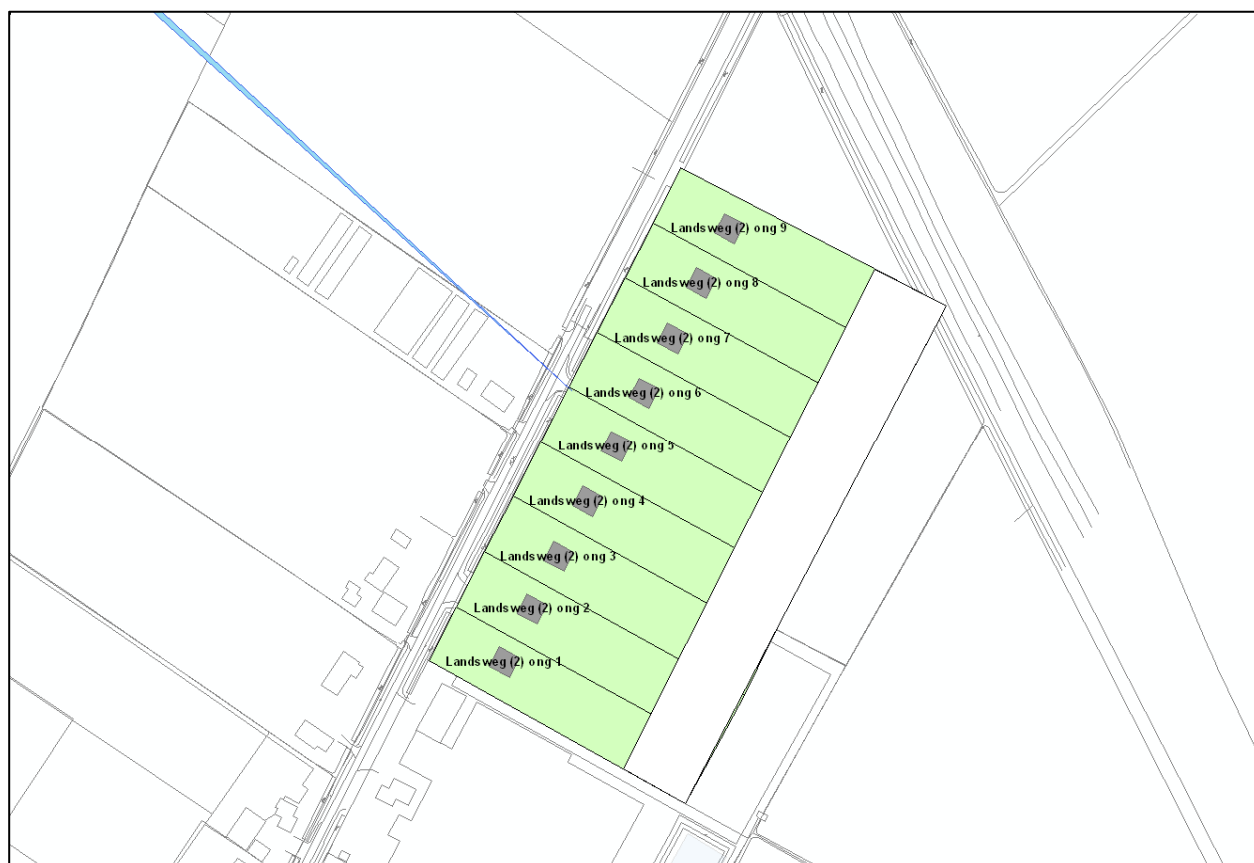 Landsweg (2) ong 9
Landsweg (2) ong 8
Landsweg (2) ong 7
Landsweg (2) ong 6
Landsweg (2) ong 5
Landsweg (2) ong 4
Landsweg (2) ong 3
Landsweg (2) ong 2
Landsweg (2) ong 1